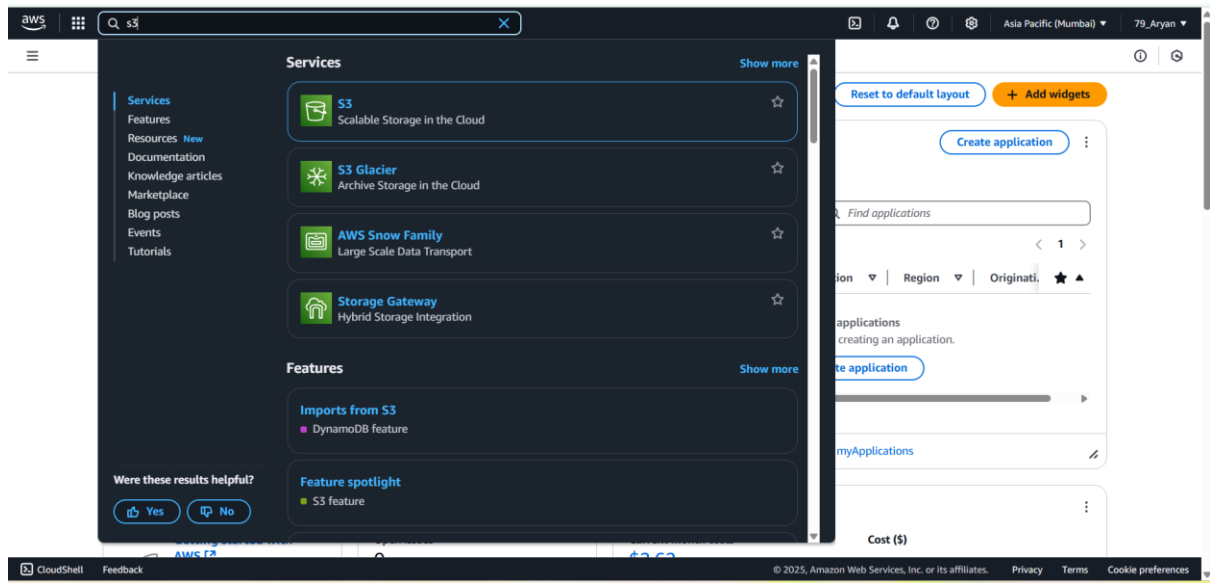 aws
s3
Asia Pacific (Mumbai)
79_Aryan
Services
Show more
Services
Features
Resources New
Documentation
Knowledge articles
Marketplace
Blog posts
Events
Tutorials
S3
Scalable Storage in the Cloud
S3 Glacier
Archive Storage in the Cloud
AWS Snow Family
Large Scale Data Transport
Storage Gateway
Hybrid Storage Integration
Features
Show more
Imports from S3
DynamoDB feature
Feature spotlight
S3 feature
Were these results helpful?
Yes
No
Reset to default layout
+ Add widgets
Create application
Find applications
1
Region
Originati.
applications
creating an application.
application
myApplications
Cost ($)
AWS
CloudShell
Feedback
© 2025, Amazon Web Services, Inc. or its affiliates.
Privacy
Terms
Cookie preferences